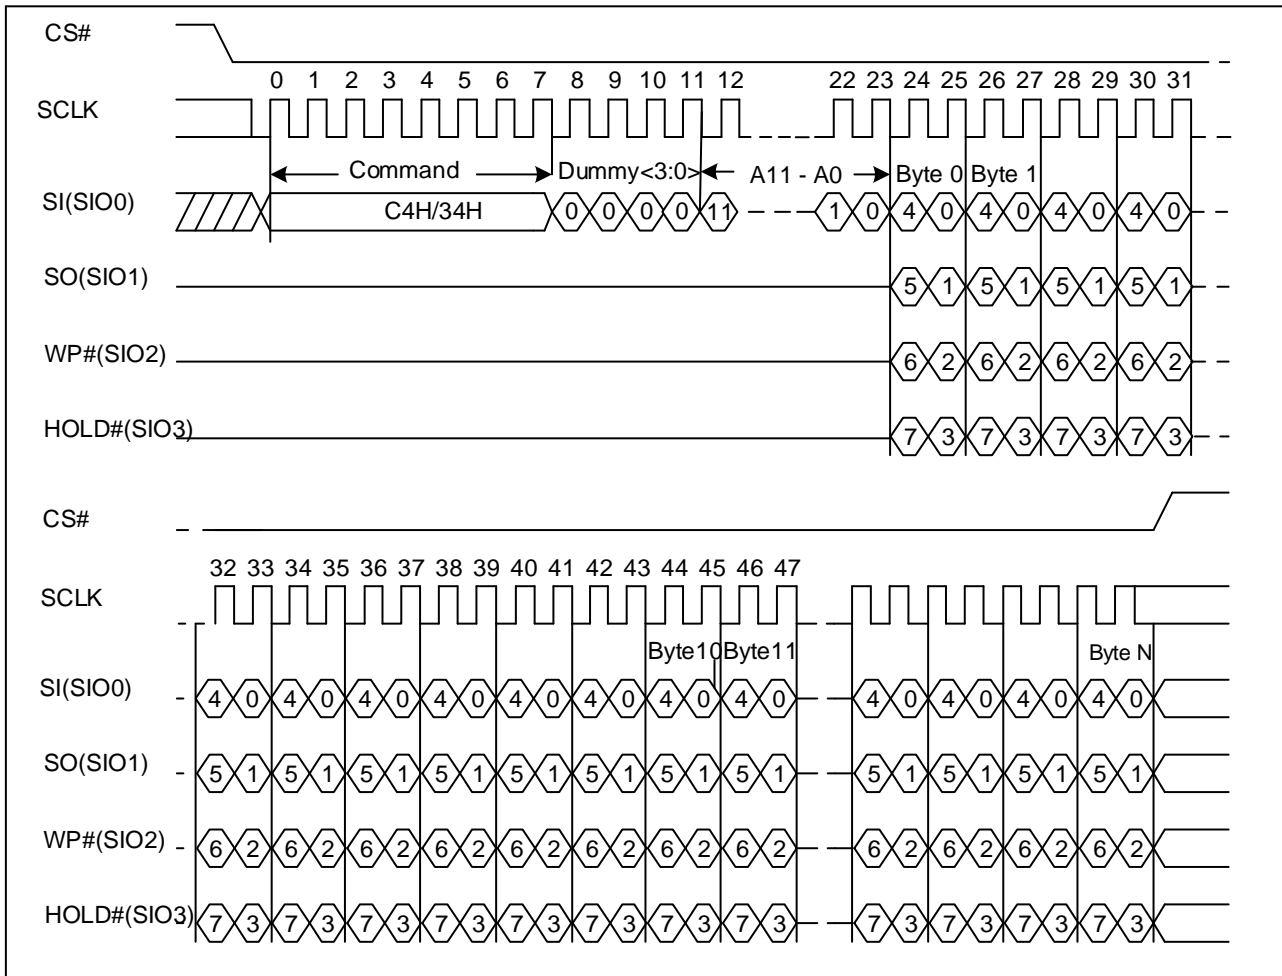 CS#
0 1 2 3 4 5 6 7 8 9 10 11 12 22 23 24 25 26 27 28 29 30 31
SCLK
Command Dummy<3:0> A11 - A0 Byte 0 Byte 1
SI(SIO0) C4H/34H 0 0 0 0 11 1 0 4 0 4 0 4 0 4 0
SO(SIO1) 5 1 5 1 5 1 5 1
WP#(SIO2) 6 2 6 2 6 2 6 2
HOLD#(SIO3) 7 3 7 3 7 3 7 3
CS#
32 33 34 35 36 37 38 39 40 41 42 43 44 45 46 47
SCLK
Byte10 Byte11 Byte N
SI(SIO0) 4 0 4 0 4 0 4 0 4 0 4 0 4 0 4 0 4 0 4 0 4 0 4 0
SO(SIO1) 5 1 5 1 5 1 5 1 5 1 5 1 5 1 5 1 5 1 5 1 5 1 5 1
WP#(SIO2) 6 2 6 2 6 2 6 2 6 2 6 2 6 2 6 2 6 2 6 2 6 2 6 2
HOLD#(SIO3) 7 3 7 3 7 3 7 3 7 3 7 3 7 3 7 3 7 3 7 3 7 3 7 3